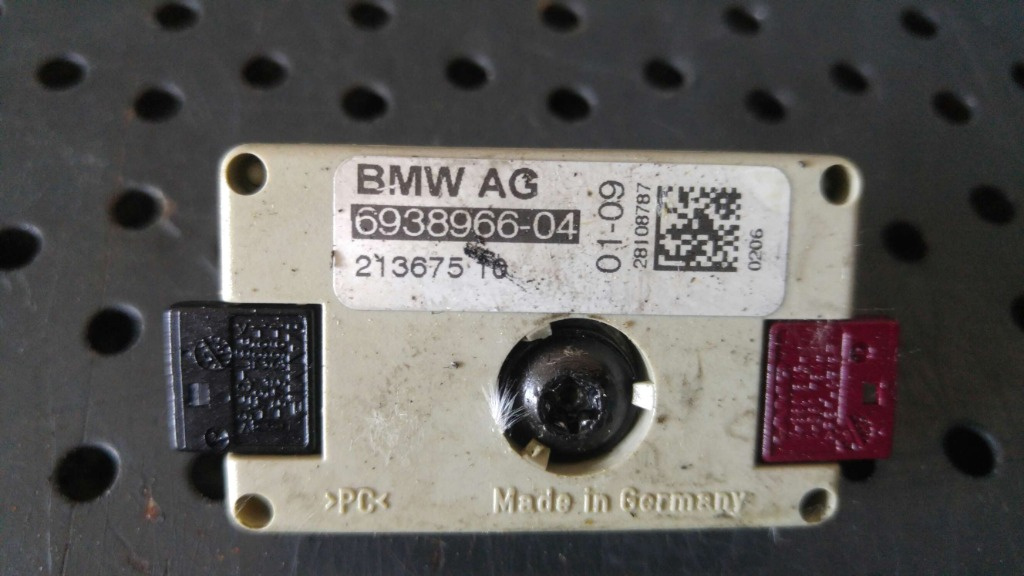 BMW AG
6938966-04
213675 10
01-09
28108787
0206
>PC<
Made in Germany